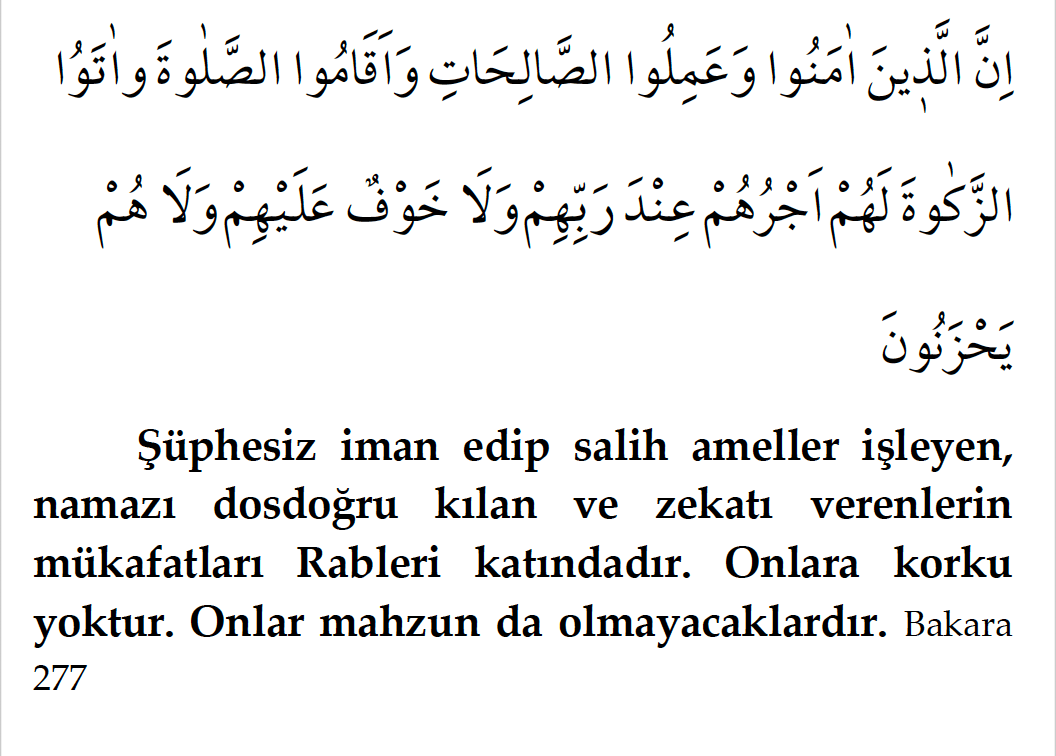 اِنَّ الَّذ۪ينَ اٰمَنُوا وَعَمِلُوا الصَّالِحَاتِ وَاَقَامُوا الصَّلٰوةَ واٰتَوُا
الزَّكٰوةَ لَهُمْ اَجْرُهُمْ عِنْدَ رَبِّهِمْ وَلَا خَوْفٌ عَلَيْهِمْ وَلَا هُمْ
يَحْزَنُونَ
Şüphesiz iman edip salih ameller işleyen,
namazı dosdoğru kılan ve zekatı verenlerin
mükafatları Rableri katındadır. Onlara korku
yoktur. Onlar mahzun da olmayacaklardır. Bakara
277